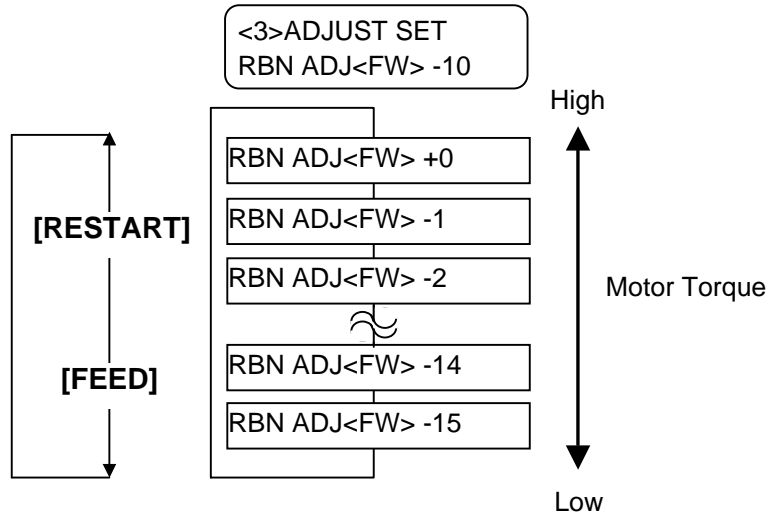 <3>ADJUST SET
RBN ADJ<FW> -10
High
RBN ADJ<FW> +0
RBN ADJ<FW> -1
[RESTART]
RBN ADJ<FW> -2
Motor Torque
RBN ADJ<FW> -14
[FEED]
RBN ADJ<FW> -15
Low